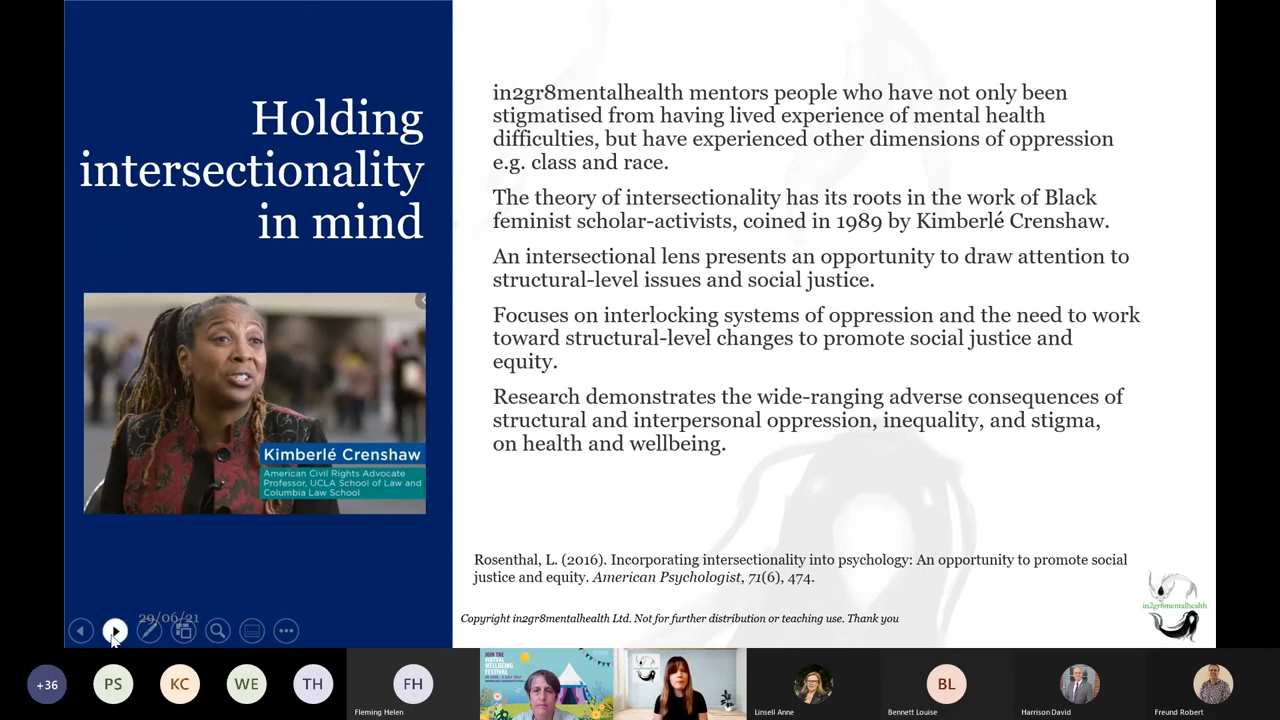 Holding
intersectionality
in mind
Kimberlé Crenshaw
American Civil Rights Advocate
Professor, UCLA School of Law and
Columbia Law School
29/06/21
in2gr8mentalhealth mentors people who have not only been
stigmatised from having lived experience of mental health
difficulties, but have experienced other dimensions of oppression
e.g. class and race.
The theory of intersectionality has its roots in the work of Black
feminist scholar-activists, coined in 1989 by Kimberlé Crenshaw.
An intersectional lens presents an opportunity to draw attention to
structural-level issues and social justice.
Focuses on interlocking systems of oppression and the need to work
toward structural-level changes to promote social justice and
equity.
Research demonstrates the wide-ranging adverse consequences of
structural and interpersonal oppression, inequality, and stigma,
on health and wellbeing.
Rosenthal, L. (2016). Incorporating intersectionality into psychology: An opportunity to promote social
justice and equity. American Psychologist, 71(6), 474.
in2gr8mentalhealth
Copyright in2gr8mentalhealth Ltd. Not for further distribution or teaching use. Thank you
+36
PS
KC
WE
TH
FH
Fleming Helen
JOIN THE
VIRTUAL
WELLBEING
FESTIVAL
Linsell Anne
BL
Bennett Louise
Harrison David
Freund Robert